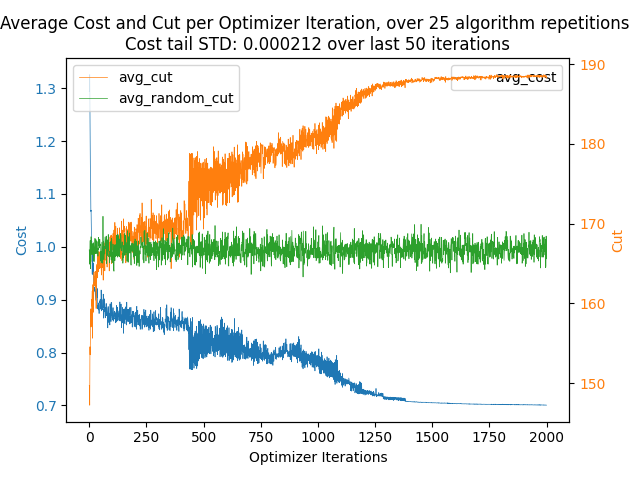 Average Cost and Cut per Optimizer Iteration, over 25 algorithm repetitions
Cost tail STD: 0.000212 over last 50 iterations
avg_cut
avg_random_cut
avg_cost
1.3
1.2
1.1
1.0
0.9
0.8
0.7
Cost
190
180
170
160
150
Cut
0
250
500
750
1000
1250
1500
1750
2000
Optimizer Iterations